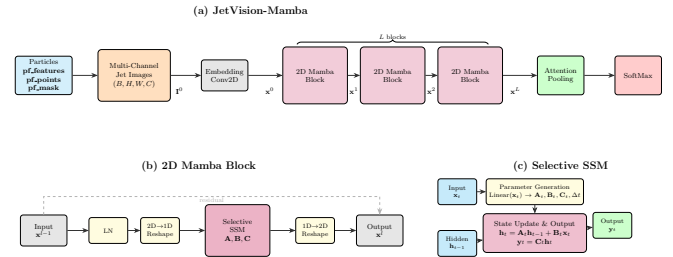 (a) JetVision-Mamba
L blocks
Particles
pf_features
pf_points
pf_mask
Multi-Channel
Jet Images
(B, H, W, C)
I⁰
Embedding
Conv2D
x⁰
2D Mamba
Block
x¹
2D Mamba
Block
x²
2D Mamba
Block
xᴸ
Attention
Pooling
SoftMax
(b) 2D Mamba Block
residual
Input
xˡ⁻¹
LN
2D→1D
Reshape
Selective
SSM
A, B, C
1D→2D
Reshape
Output
xˡ
(c) Selective SSM
Input
xₜ
Parameter Generation
Linear(xₜ) → Aₜ, Bₜ, Cₜ, Δt
Hidden
hₜ₋₁
State Update & Output
hₜ = Aₜhₜ₋₁ + Bₜxₜ
yₜ = Cₜhₜ
Output
yₜ